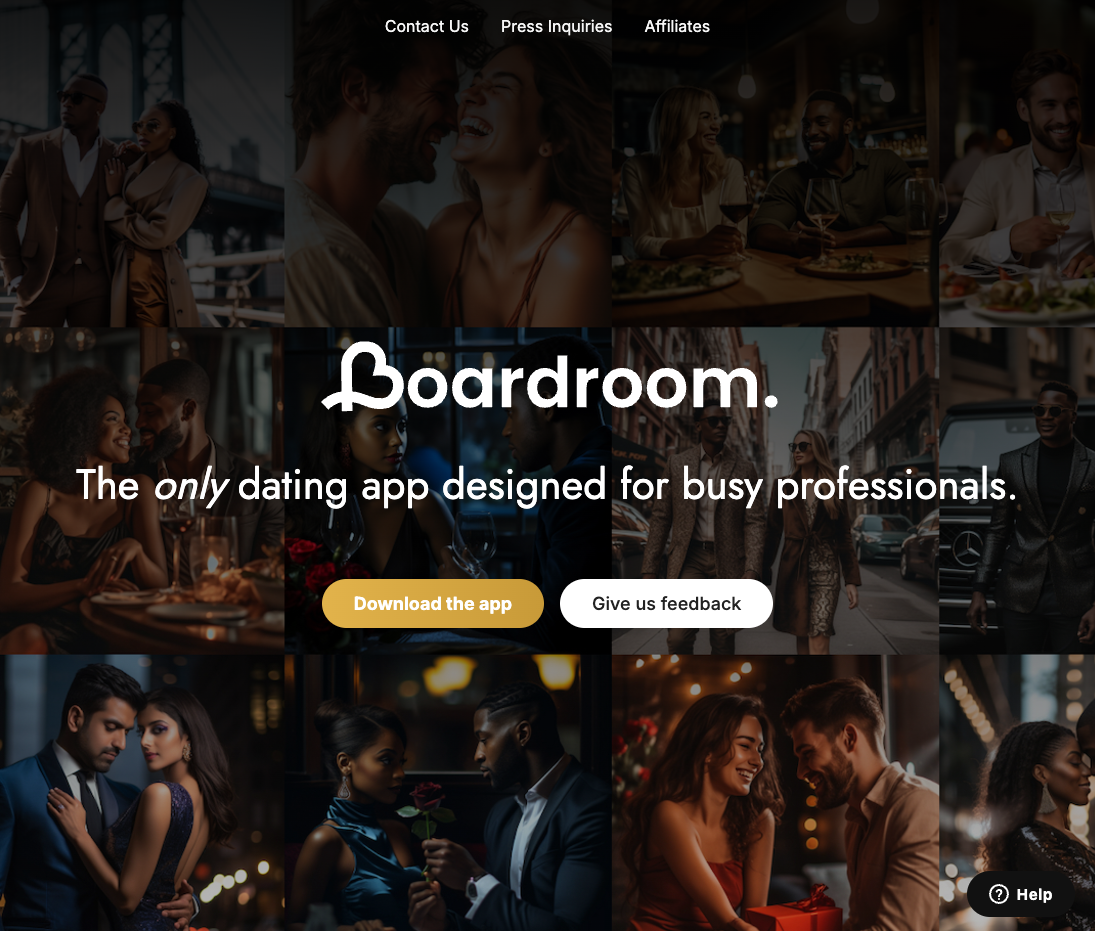 Contact Us Press Inquiries Affiliates
Boardroom.
The only dating app designed for busy professionals.
Download the app Give us feedback
Help